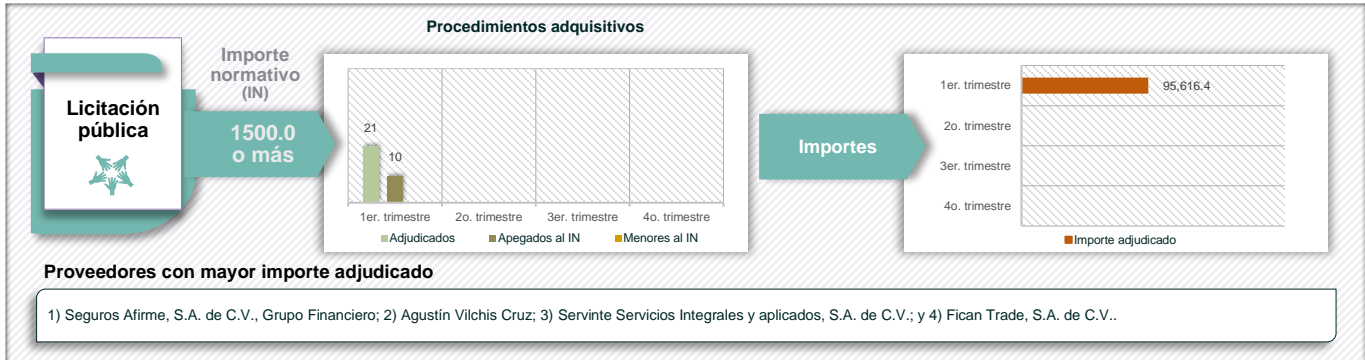 Procedimientos adquisitivos
Licitación
pública
Importe
normativo
(IN)
1500.0
o más
21
10
1er. trimestre 2o. trimestre 3er. trimestre 4o. trimestre
Adjudicados Apegados al IN Menores al IN
Importes
1er. trimestre 95,616.4
2o. trimestre
3er. trimestre
4o. trimestre
Importe adjudicado
Proveedores con mayor importe adjudicado
1) Seguros Afirme, S.A. de C.V., Grupo Financiero; 2) Agustín Vilchis Cruz; 3) Servinte Servicios Integrales y aplicados, S.A. de C.V.; y 4) Fican Trade, S.A. de C.V..